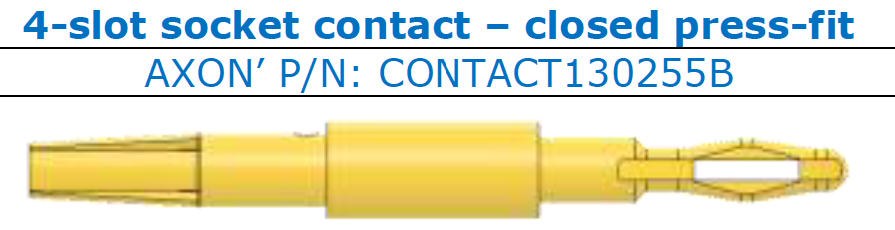 4-slot socket contact – closed press-fit
AXON’ P/N: CONTACT130255B